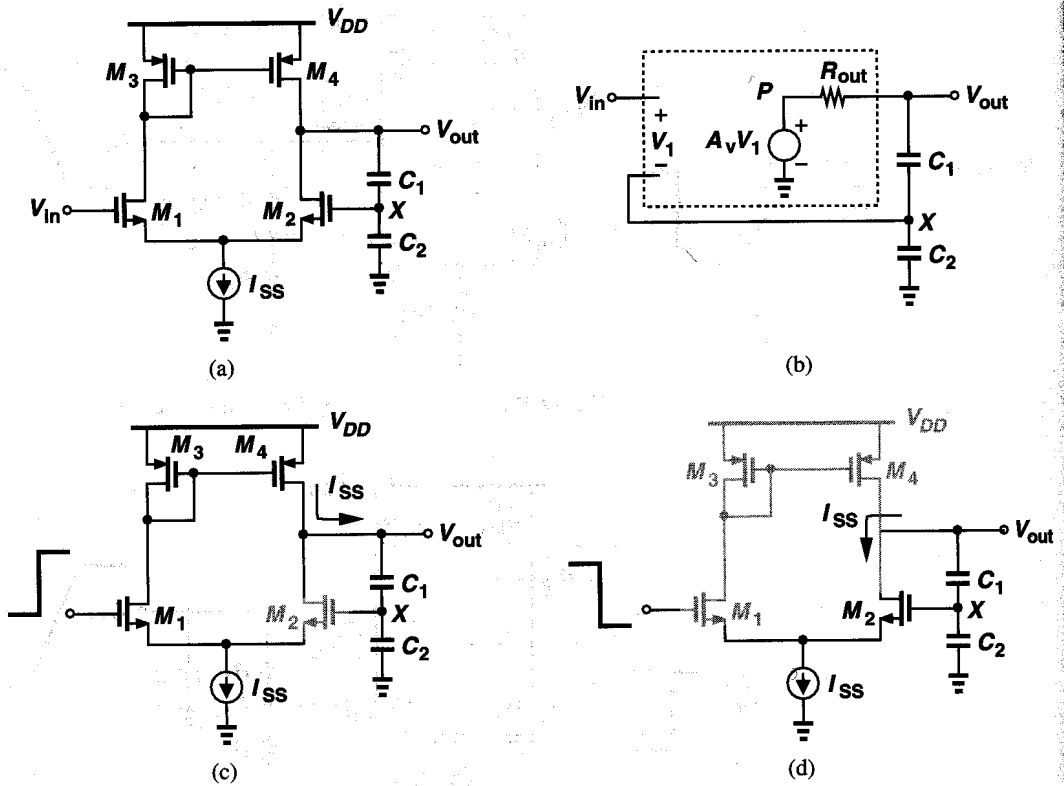 V_DD
M_3
M_4
V_out
C_1
V_in
M_1
M_2
X
C_2
I_SS
(a)
P
R_out
V_in
V_out
+
V_1
−
A_vV_1
+
−
C_1
X
C_2
(b)
V_DD
M_3
M_4
I_SS
V_out
C_1
M_1
M_2
X
C_2
I_SS
(c)
V_DD
M_3
M_4
I_SS
V_out
C_1
M_1
M_2
X
C_2
I_SS
(d)